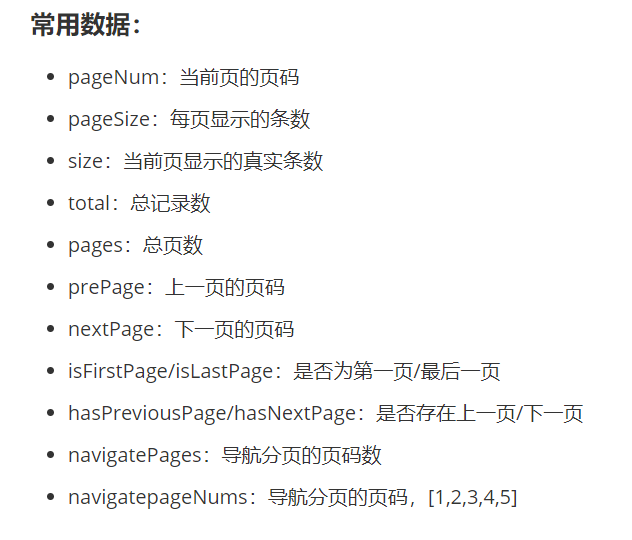 常用数据：
pageNum：当前页的页码
pageSize：每页显示的条数
size：当前页显示的真实条数
total：总记录数
pages：总页数
prePage：上一页的页码
nextPage：下一页的页码
isFirstPage/isLastPage：是否为第一页/最后一页
hasPreviousPage/hasNextPage：是否存在上一页/下一页
navigatePages：导航分页的页码数
navigatepageNums：导航分页的页码，[1,2,3,4,5]